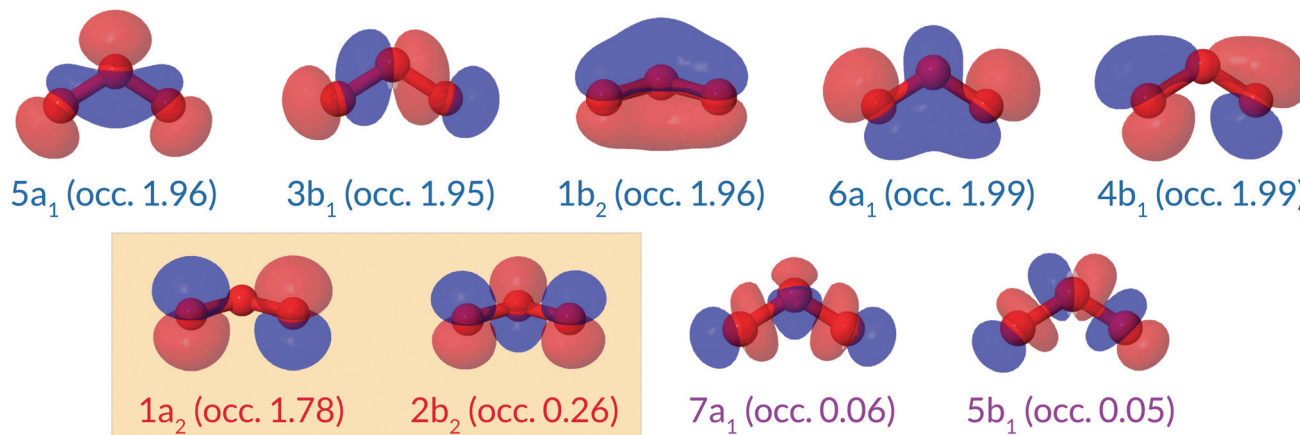 5a₁ (occ. 1.96) 3b₁ (occ. 1.95) 1b₂ (occ. 1.96) 6a₁ (occ. 1.99) 4b₁ (occ. 1.99)
1a₂ (occ. 1.78) 2b₂ (occ. 0.26) 7a₁ (occ. 0.06) 5b₁ (occ. 0.05)